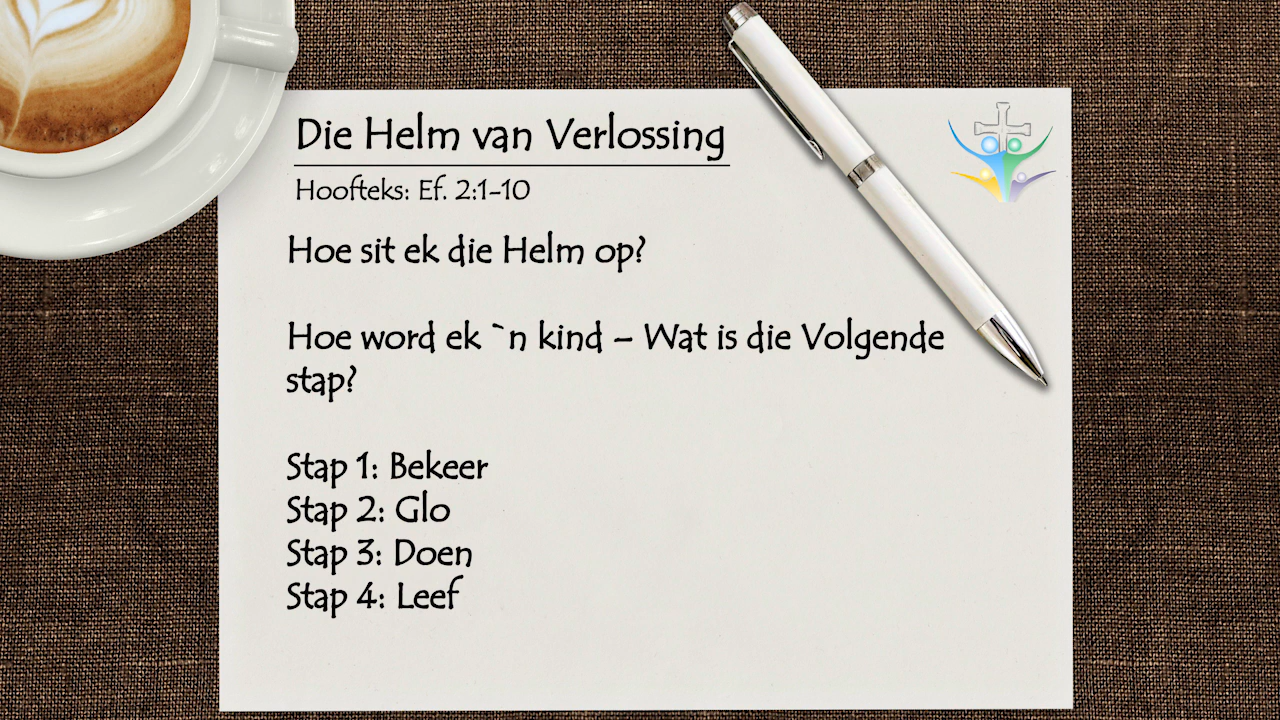 Die Helm van Verlossing
Hoofteks: Ef. 2:1-10
Hoe sit ek die Helm op?
Hoe word ek `n kind – Wat is die Volgende
stap?
Stap 1: Bekeer
Stap 2: Glo
Stap 3: Doen
Stap 4: Leef